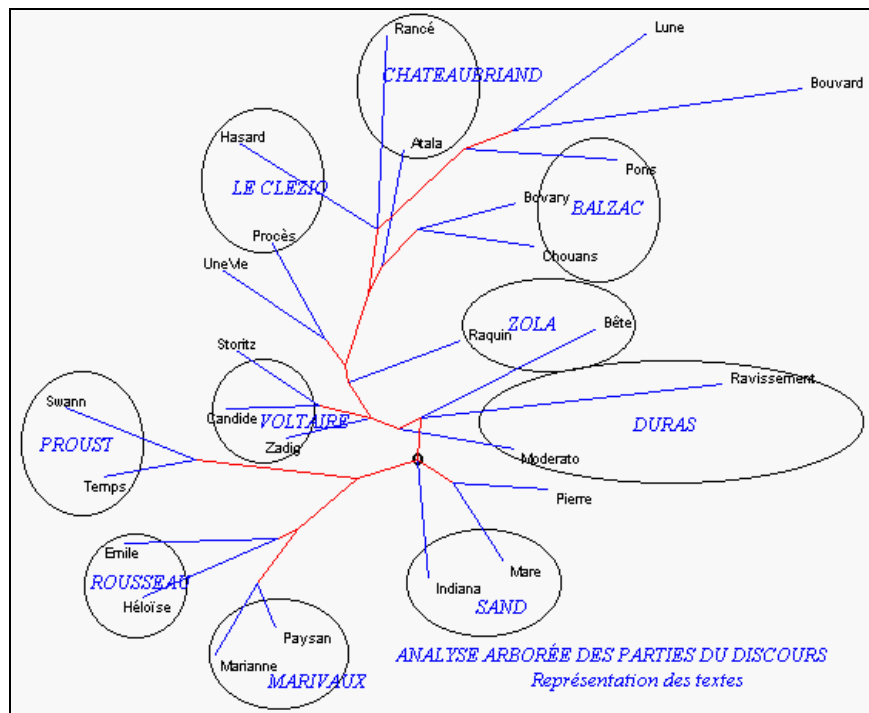 Rancé
Lune
CHATEAUBRIAND
Bouvard
Hasard
Atala
Pons
LE CLEZIO
Bovary
BALZAC
Procès
Chouans
UneVie
ZOLA
Bête
Raquin
Storitz
Ravissement
Swann
Candide
VOLTAIRE
DURAS
PROUST
Zadig
Moderato
Temps
Pierre
Emile
Mare
ROUSSEAU
Indiana
Héloïse
SAND
Paysan
Marianne
MARIVAUX
ANALYSE ARBORÉE DES PARTIES DU DISCOURS
Représentation des textes